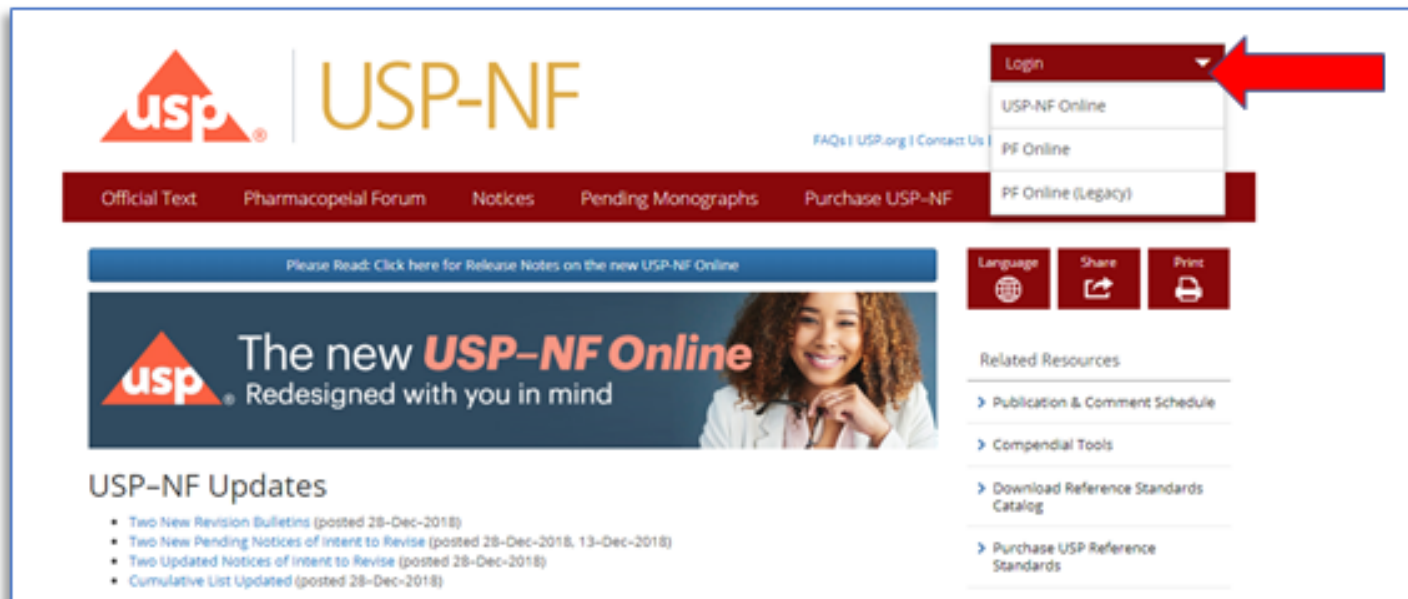 usp
®
USP-NF
Login
USP-NF Online
PF Online
PF Online (Legacy)
FAQs | USP.org | Contact Us |
Official Text
Pharmacopeial Forum
Notices
Pending Monographs
Purchase USP–NF
Please Read: Click here for Release Notes on the new USP-NF Online
Language
Share
Print
usp
®
The new USP–NF Online
Redesigned with you in mind
USP–NF Updates
• Two New Revision Bulletins (posted 28–Dec–2018)
• Two New Pending Notices of Intent to Revise (posted 28–Dec–2018, 13–Dec–2018)
• Two Updated Notices of Intent to Revise (posted 28–Dec–2018)
• Cumulative List Updated (posted 28–Dec–2018)
Related Resources
Publication & Comment Schedule
Compendial Tools
Download Reference Standards
Catalog
Purchase USP Reference
Standards